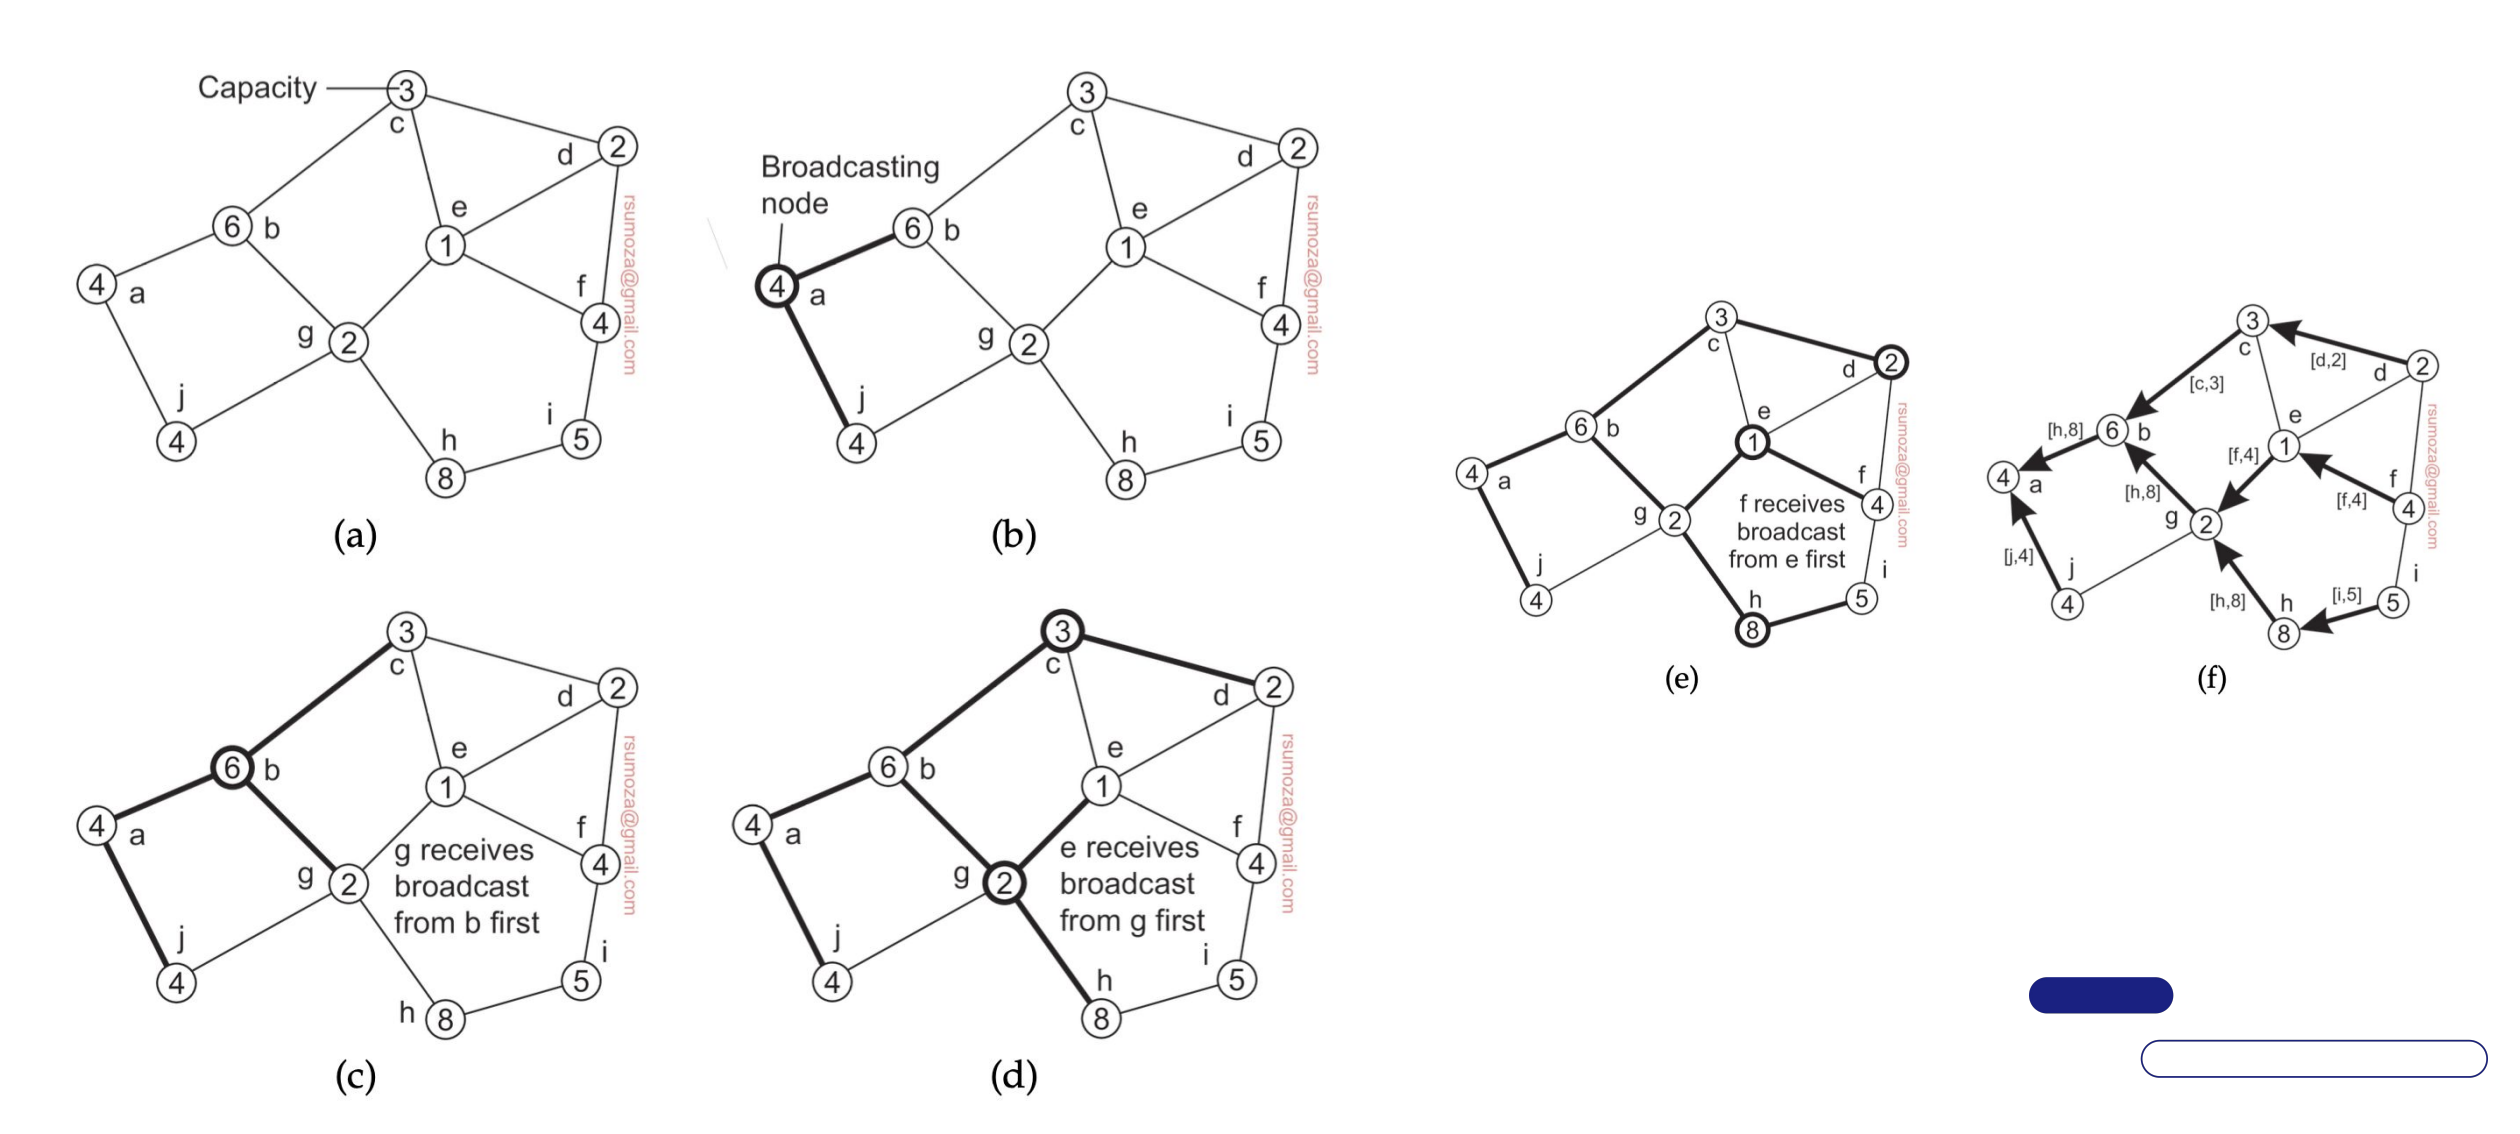 Capacity
3
c
2
d
e
6
b
1
4
a
f
4
g
2
j
4
h
8
i
5
rsumoza@gmail.com
(a)
Broadcasting
node
3
c
2
d
e
6
b
1
4
a
f
4
g
2
j
4
h
8
i
5
rsumoza@gmail.com
(b)
3
c
2
d
e
6
b
1
4
a
f
4
g
2
g receives
broadcast
from b first
j
4
h
8
i
5
rsumoza@gmail.com
(c)
3
c
2
d
e
6
b
1
4
a
f
4
g
2
e receives
broadcast
from g first
j
4
h
8
i
5
rsumoza@gmail.com
(d)
3
c
2
d
e
6
b
1
4
a
f
4
g
2
f receives
broadcast
from e first
j
4
h
8
i
5
rsumoza@gmail.com
(e)
3
c
[d,2]
2
d
[c,3]
e
[h,8]
6
b
[f,4]
1
4
a
[h,8]
[f,4]
f
4
g
2
[j,4]
j
4
[h,8]
h
8
[i,5]
i
5
rsumoza@gmail.com
(f)